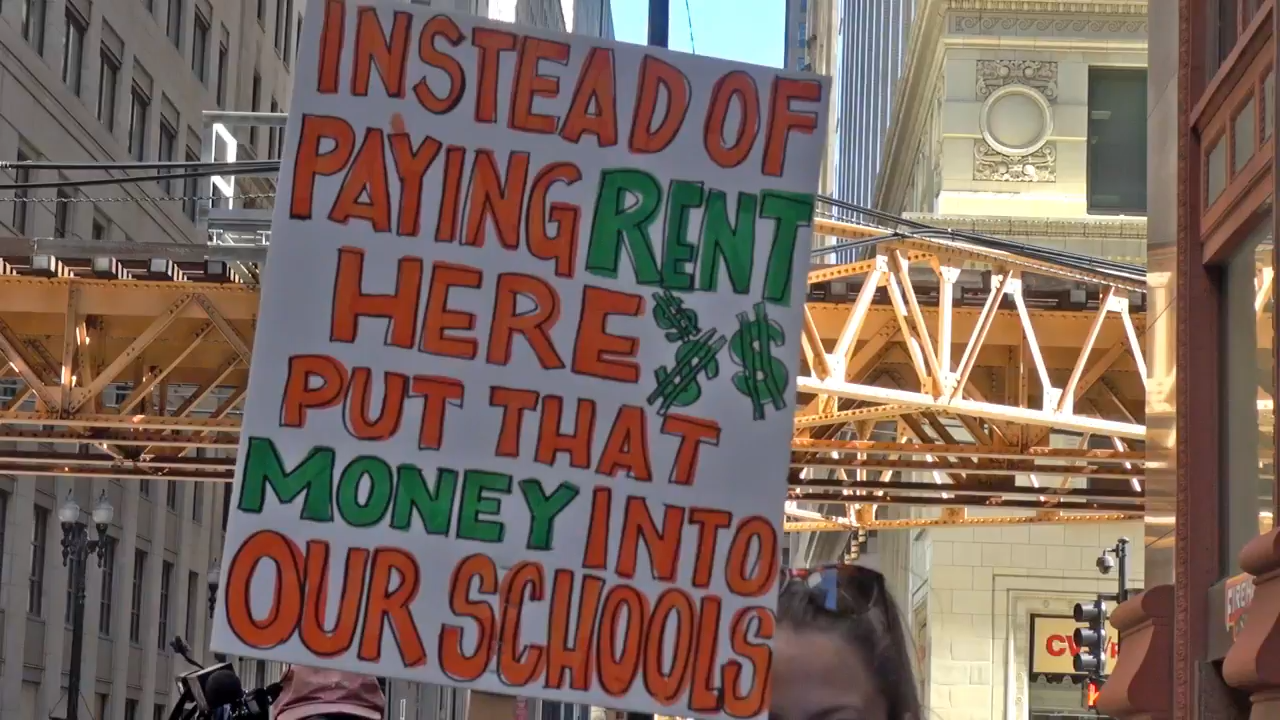 INSTEAD OF
PAYING RENT
HERE $$$
PUT THAT
MONEY INTO
OUR SCHOOLS